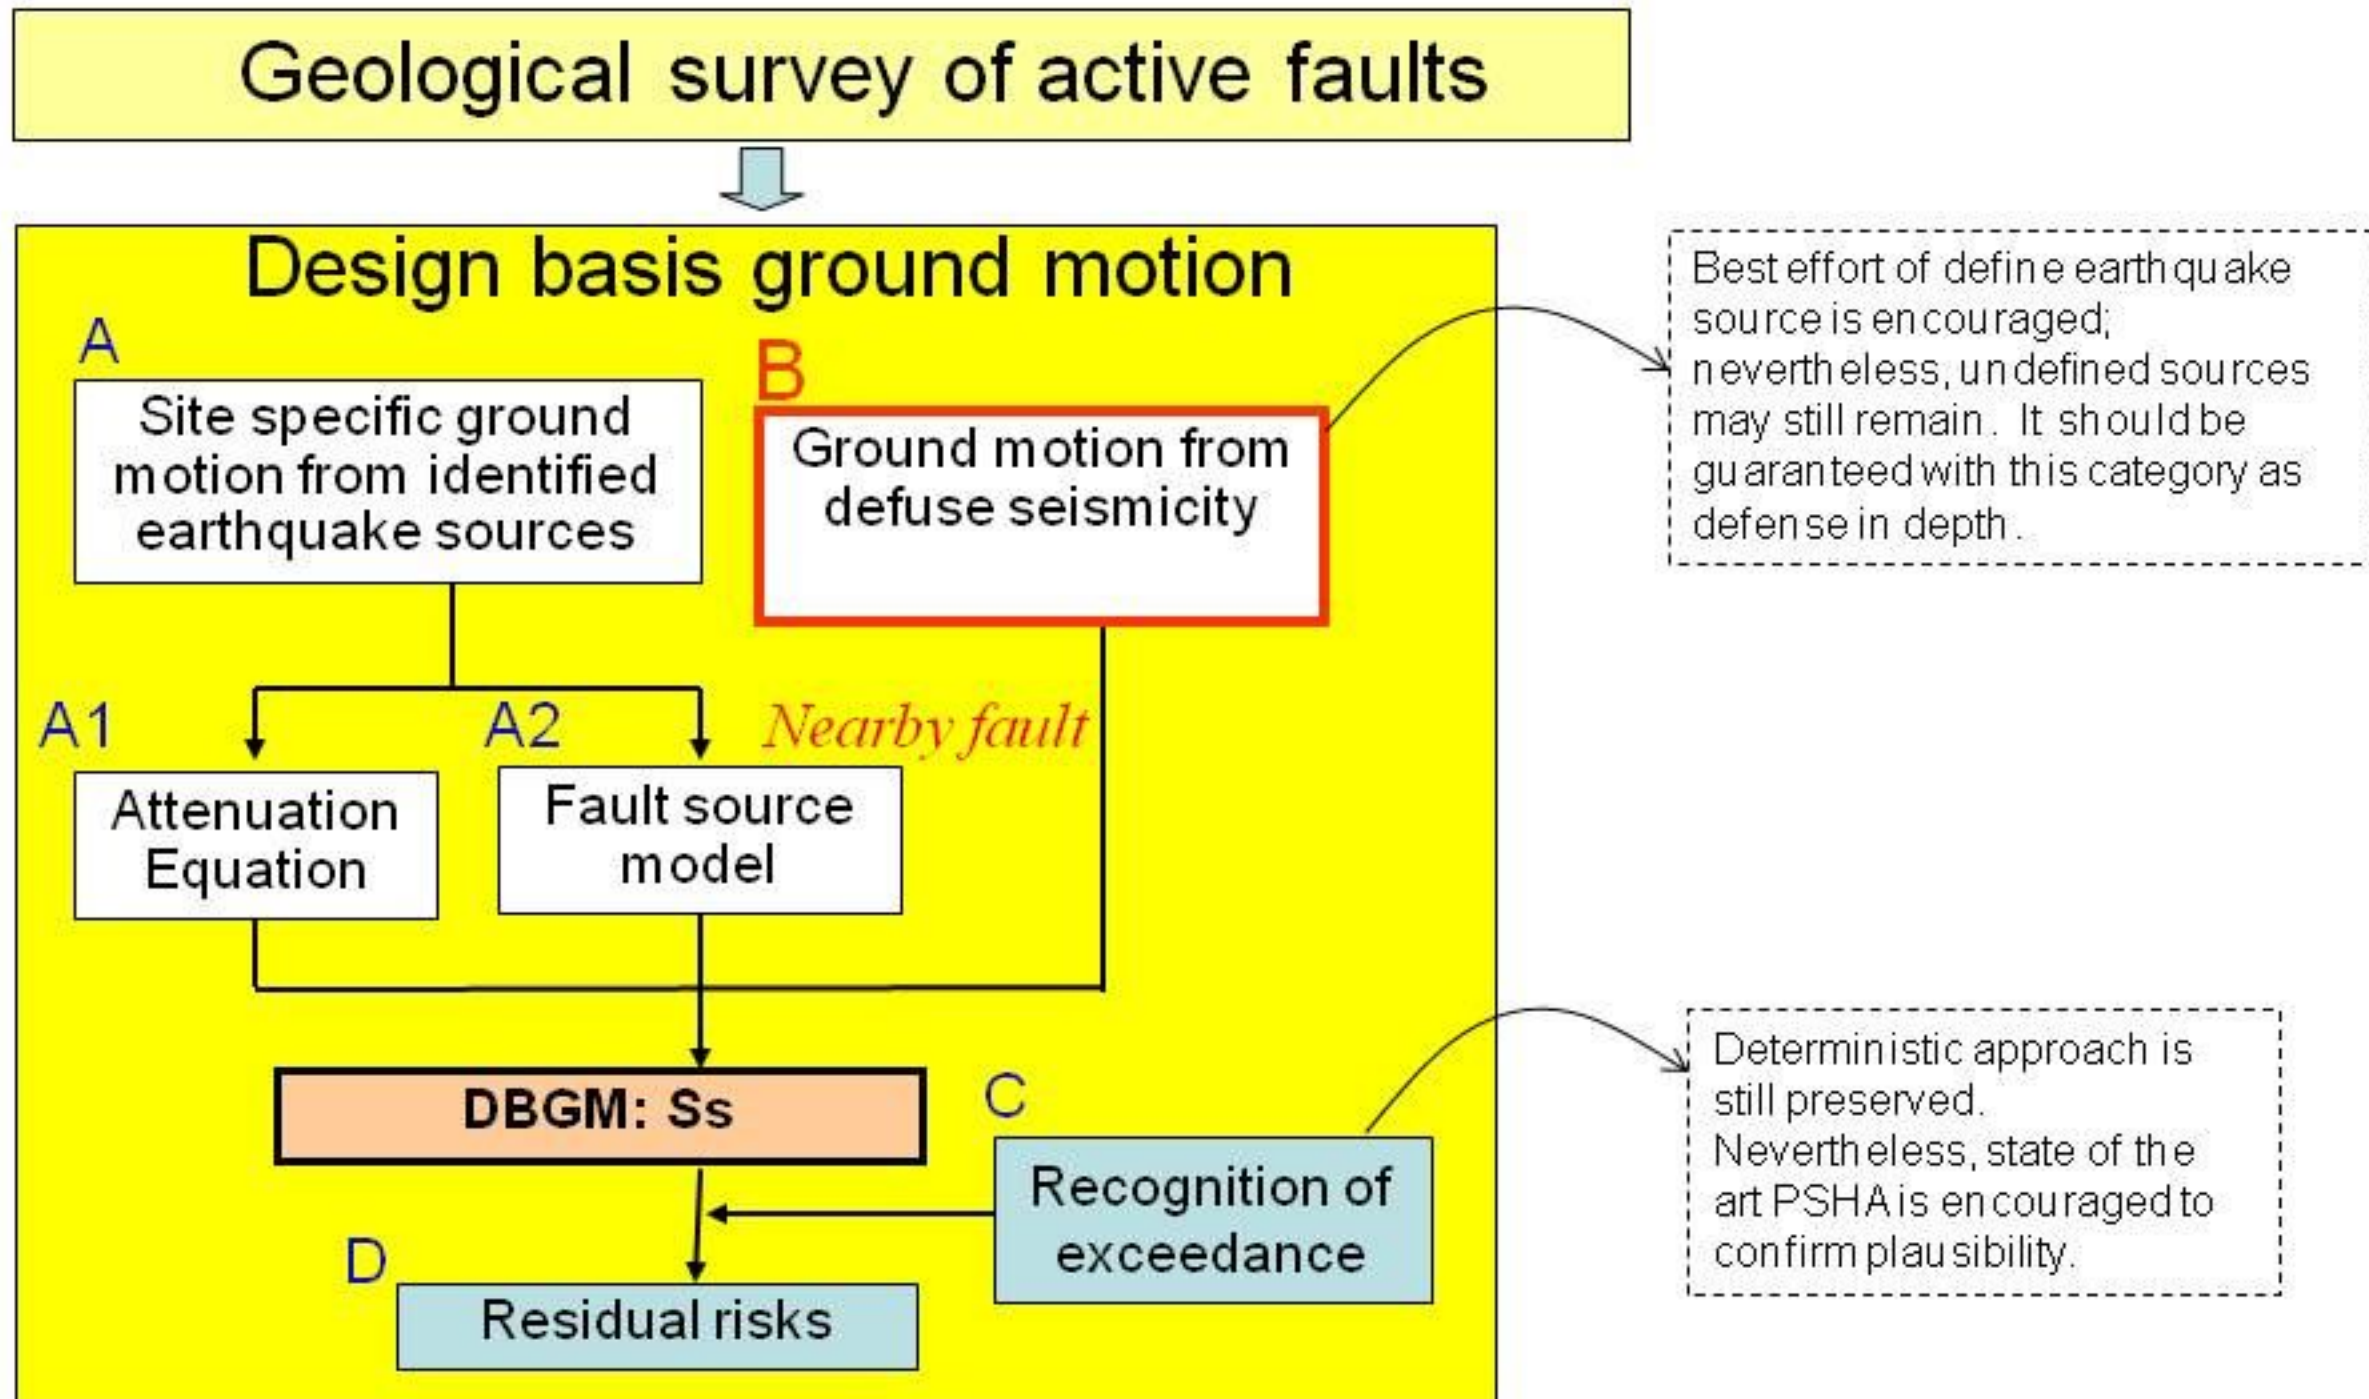 Geological survey of active faults
Design basis ground motion
A
Site specific ground
motion from identified
earthquake sources
B
Ground motion from
defuse seismicity
Best effort of define earthquake
source is encouraged;
nevertheless, undefined sources
may still remain. It should be
guaranteed with this category as
defense in depth.
A1
Attenuation
Equation
A2
Nearby fault
Fault source
model
DBGM: Ss
C
Recognition of
exceedance
Deterministic approach is
still preserved.
Nevertheless, state of the
art PSHA is encouraged to
confirm plausibility.
D
Residual risks